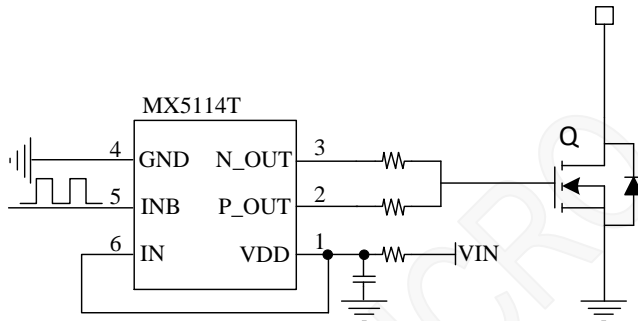 MX5114T
Q
4 GND N_OUT 3
5 INB P_OUT 2
6 IN VDD 1 VIN